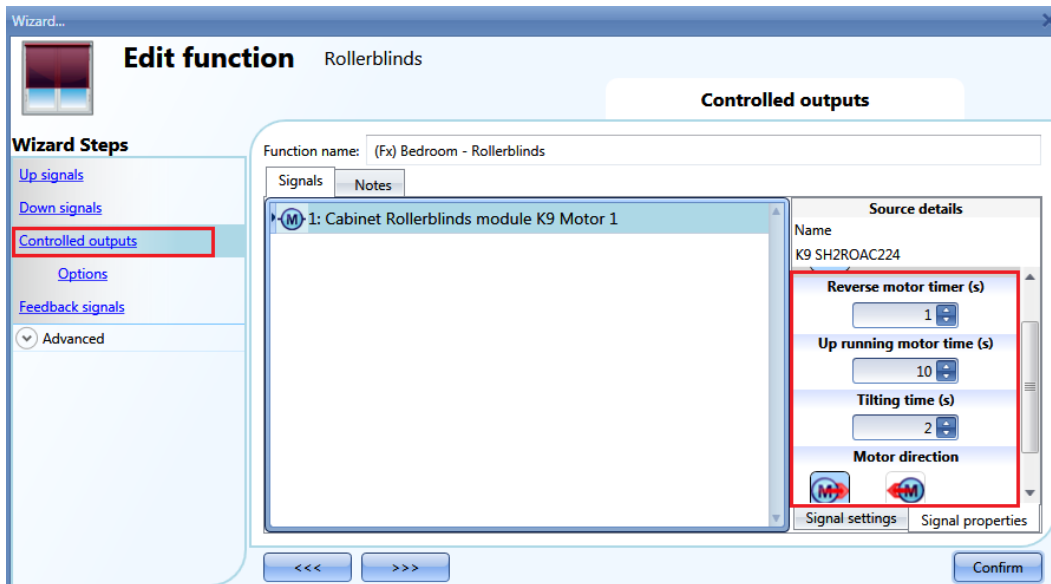 Wizard...
Edit function Rollerblinds
Controlled outputs
Wizard Steps
Up signals
Down signals
Controlled outputs
Options
Feedback signals
Advanced
Function name: (Fx) Bedroom - Rollerblinds
Signals Notes
M 1: Cabinet Rollerblinds module K9 Motor 1
Source details
Name
K9 SH2ROAC224
Reverse motor timer (s)
1
Up running motor time (s)
10
Tilting time (s)
2
Motor direction
M M
Signal settings Signal properties
<<< >>> Confirm